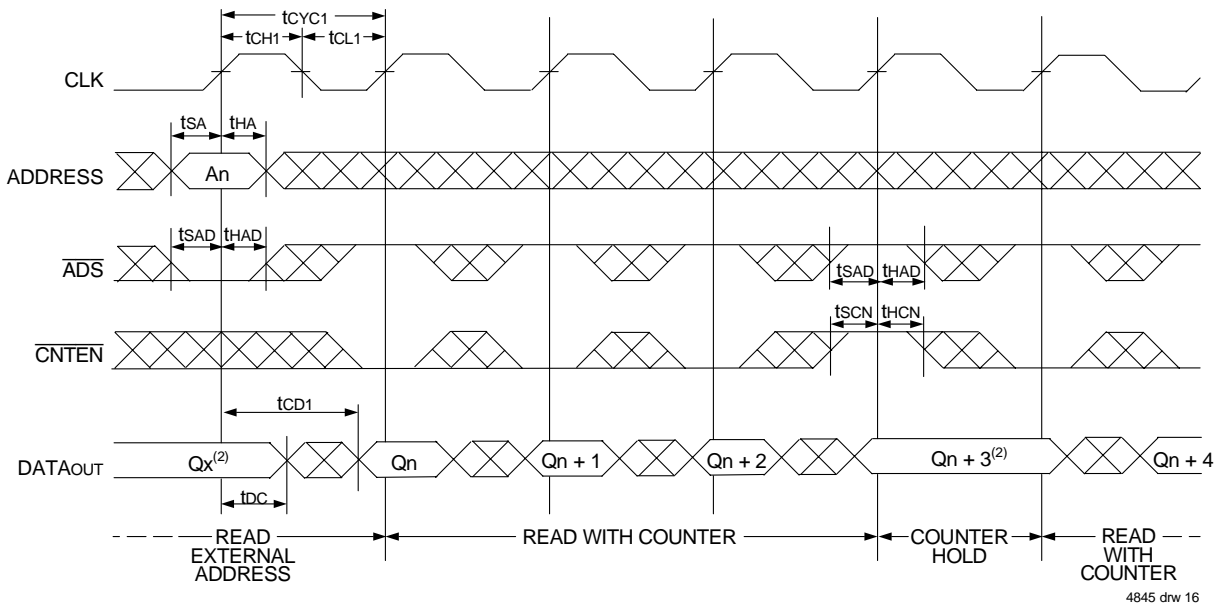 tCYC1
tCH1
tCL1
CLK
tSA
tHA
ADDRESS
An
tSAD
tHAD
ADS
tSAD
tHAD
tSCN
tHCN
CNTEN
tCD1
DATAOUT
Qx(2)
Qn
Qn + 1
Qn + 2
Qn + 3(2)
Qn + 4
tDC
READ
EXTERNAL
ADDRESS
READ WITH COUNTER
COUNTER
HOLD
READ
WITH
COUNTER
4845 drw 16